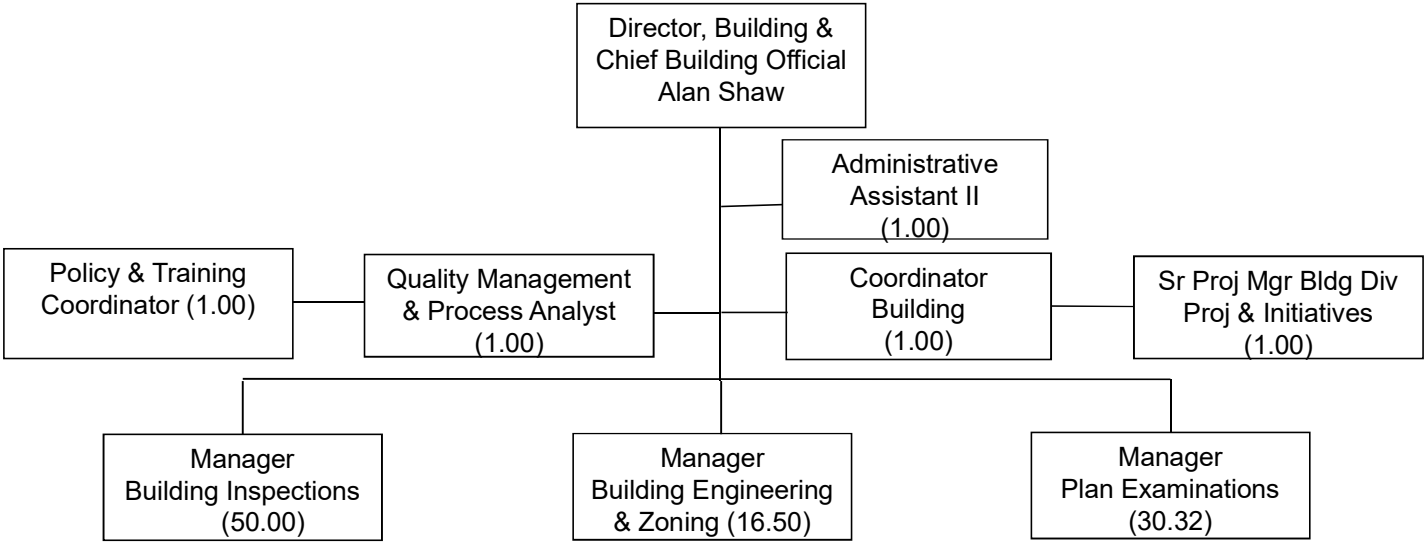 Director, Building &
Chief Building Official
Alan Shaw
Administrative
Assistant II
(1.00)
Policy & Training
Coordinator (1.00)
Quality Management
& Process Analyst
(1.00)
Coordinator
Building
(1.00)
Sr Proj Mgr Bldg Div
Proj & Initiatives
(1.00)
Manager
Building Inspections
(50.00)
Manager
Building Engineering
& Zoning (16.50)
Manager
Plan Examinations
(30.32)